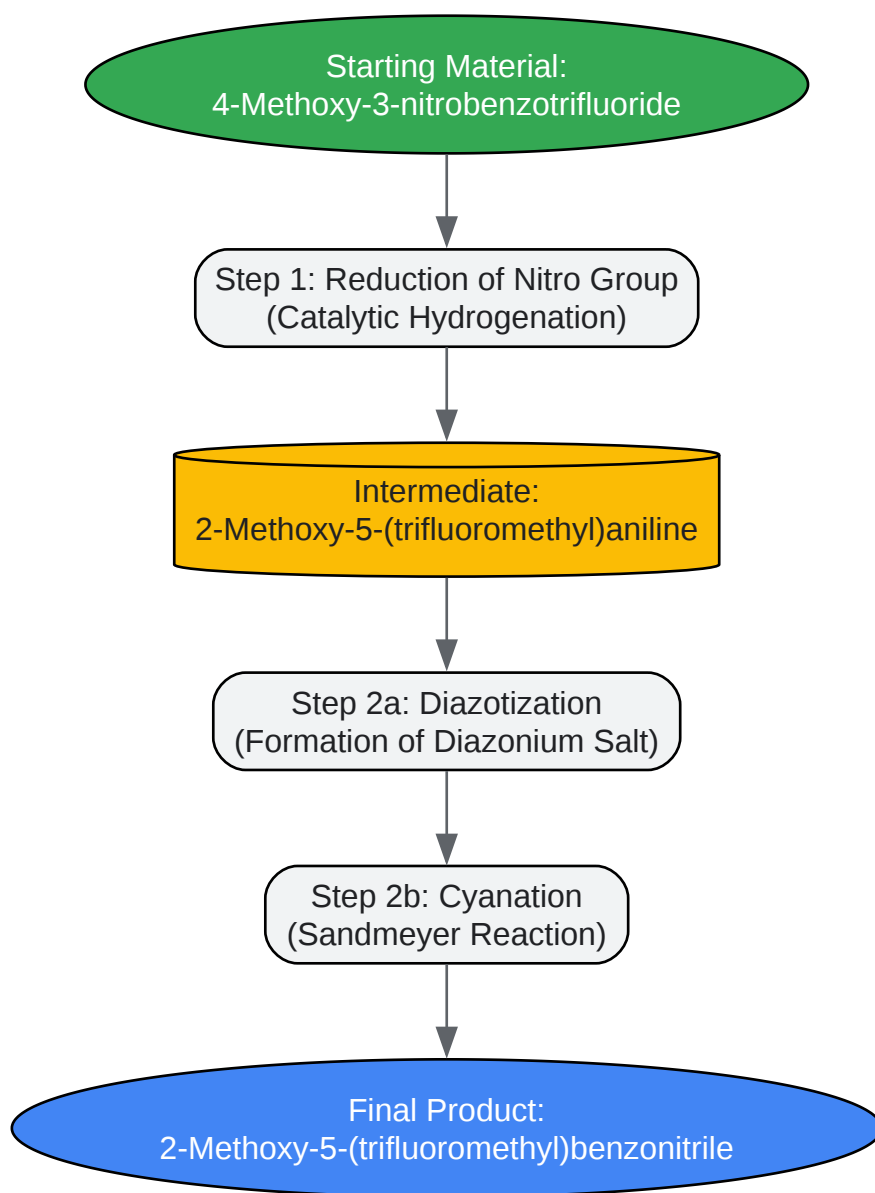 Starting Material:
4-Methoxy-3-nitrobenzotrifluoride
Step 1: Reduction of Nitro Group
(Catalytic Hydrogenation)
Intermediate:
2-Methoxy-5-(trifluoromethyl)aniline
Step 2a: Diazotization
(Formation of Diazonium Salt)
Step 2b: Cyanation
(Sandmeyer Reaction)
Final Product:
2-Methoxy-5-(trifluoromethyl)benzonitrile